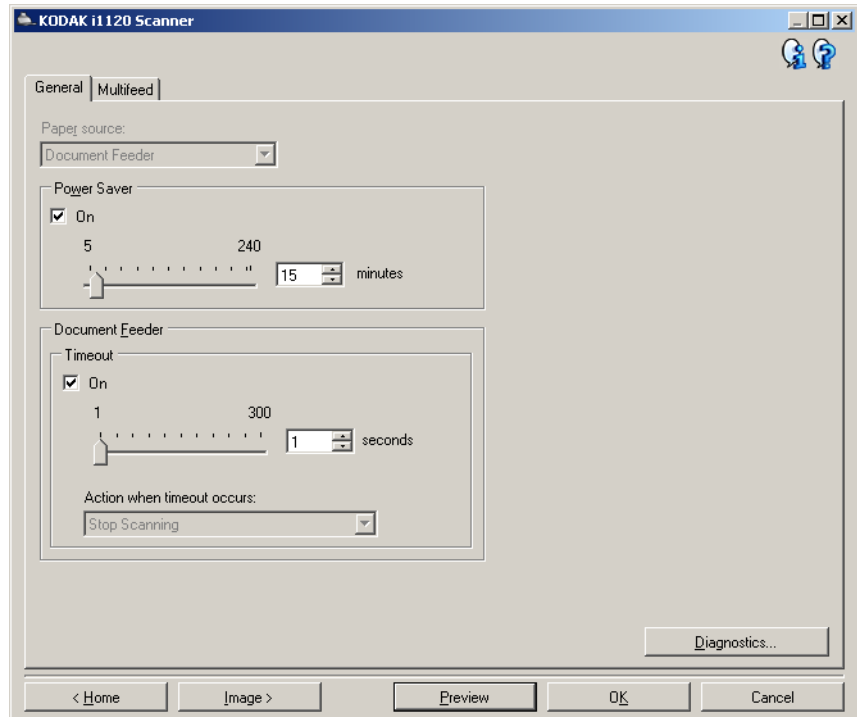 KODAK i1120 Scanner
General Multifeed
Paper source:
Document Feeder
Power Saver
On
5 240
15 minutes
Document Feeder
Timeout
On
1 300
1 seconds
Action when timeout occurs:
Stop Scanning
Diagnostics...
< Home Image > Preview OK Cancel